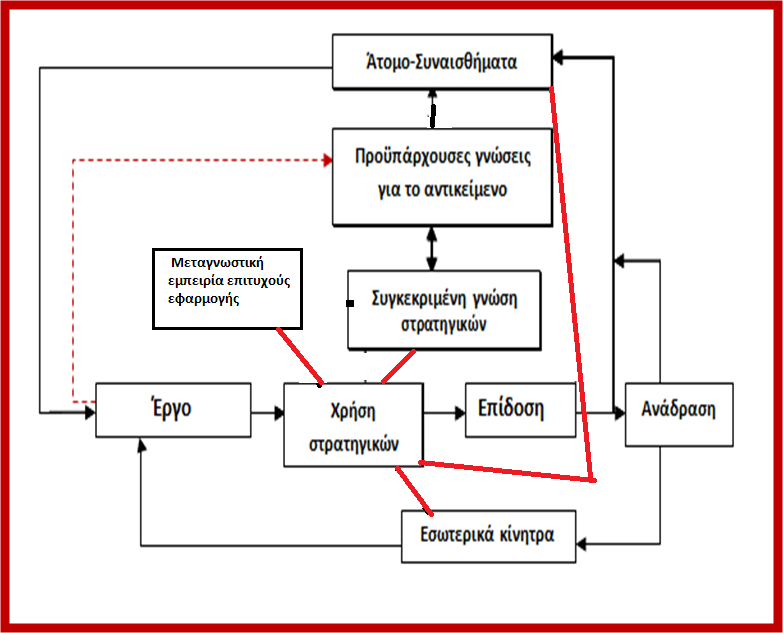 Άτομο-Συναισθήματα
Προϋπάρχουσες γνώσεις
για το αντικείμενο
Μεταγνωστική
εμπειρία επιτυχούς
εφαρμογής
Συγκεκριμένη γνώση
στρατηγικών
Έργο
Χρήση
στρατηγικών
Επίδοση
Ανάδραση
Εσωτερικά κίνητρα